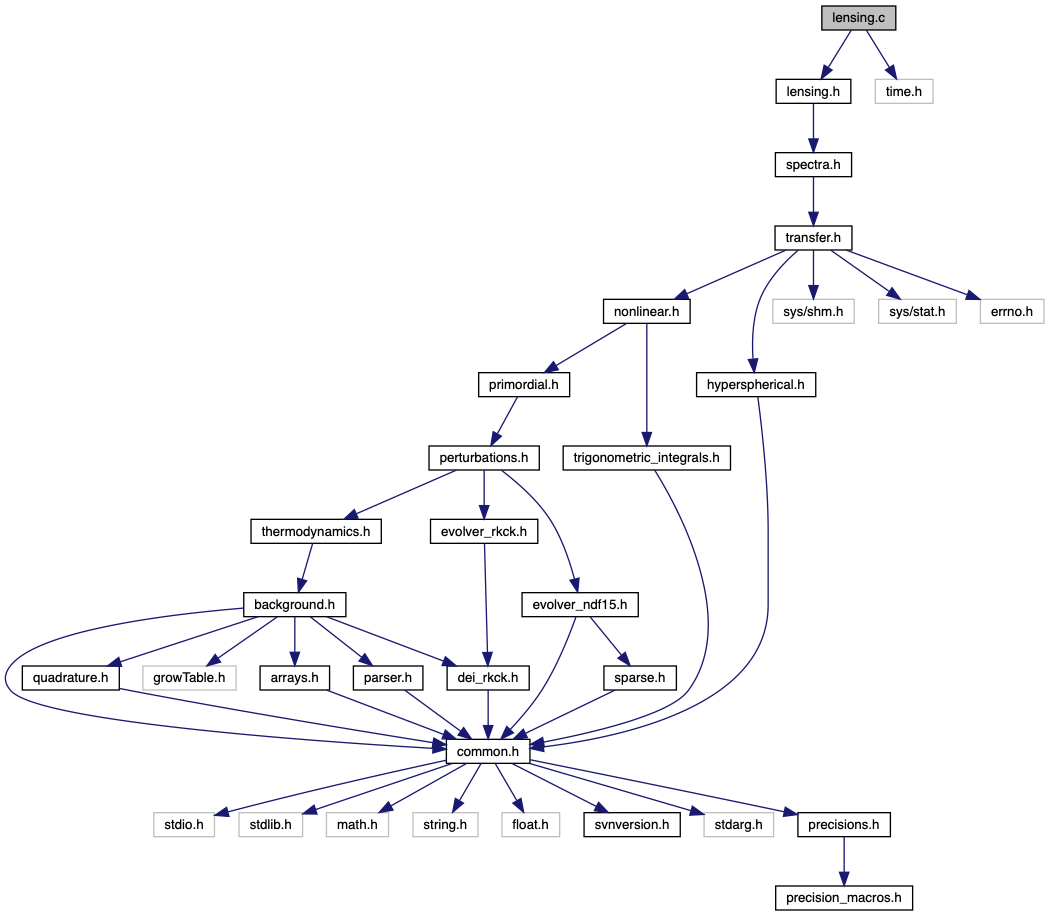 lensing.c
lensing.h
time.h
spectra.h
transfer.h
nonlinear.h
sys/shm.h
sys/stat.h
errno.h
primordial.h
hyperspherical.h
perturbations.h
trigonometric_integrals.h
thermodynamics.h
evolver_rkck.h
background.h
evolver_ndf15.h
quadrature.h
growTable.h
arrays.h
parser.h
dei_rkck.h
sparse.h
common.h
stdio.h
stdlib.h
math.h
string.h
float.h
svnversion.h
stdarg.h
precisions.h
precision_macros.h